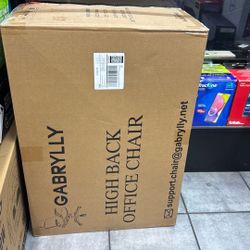 GABRYLLY
HIGH BACK
OFFICE CHAIR
support.chair@gabrylly.net